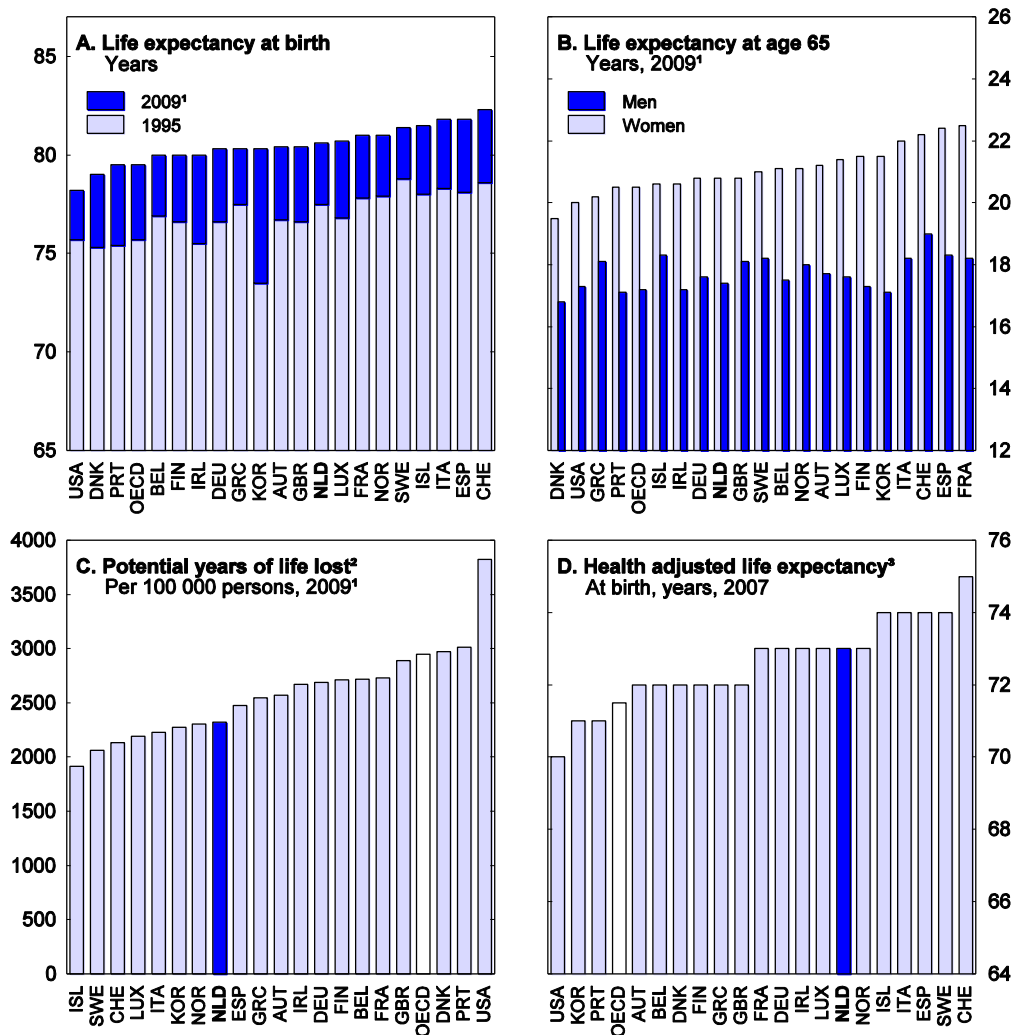 A. Life expectancy at birth
Years
2009¹
1995
85
80
75
70
65
USA DNK PRT OECD BEL FIN IRL DEU GRC KOR AUT GBR NLD LUX FRA NOR SWE ISL ITA ESP CHE
B. Life expectancy at age 65
Years, 2009¹
Men
Women
26
24
22
20
18
16
14
12
DNK USA GRC PRT OECD ISL IRL DEU NLD GBR SWE BEL NOR AUT LUX FIN KOR ITA CHE ESP FRA
C. Potential years of life lost²
Per 100 000 persons, 2009¹
4000
3500
3000
2500
2000
1500
1000
500
0
ISL SWE CHE LUX ITA KOR NOR NLD ESP GRC AUT IRL DEU FIN BEL FRA GBR OECD DNK PRT USA
D. Health adjusted life expectancy³
At birth, years, 2007
76
74
72
70
68
66
64
USA KOR PRT OECD AUT BEL DNK FIN GRC GBR FRA DEU IRL LUX NLD NOR ISL ITA ESP SWE CHE